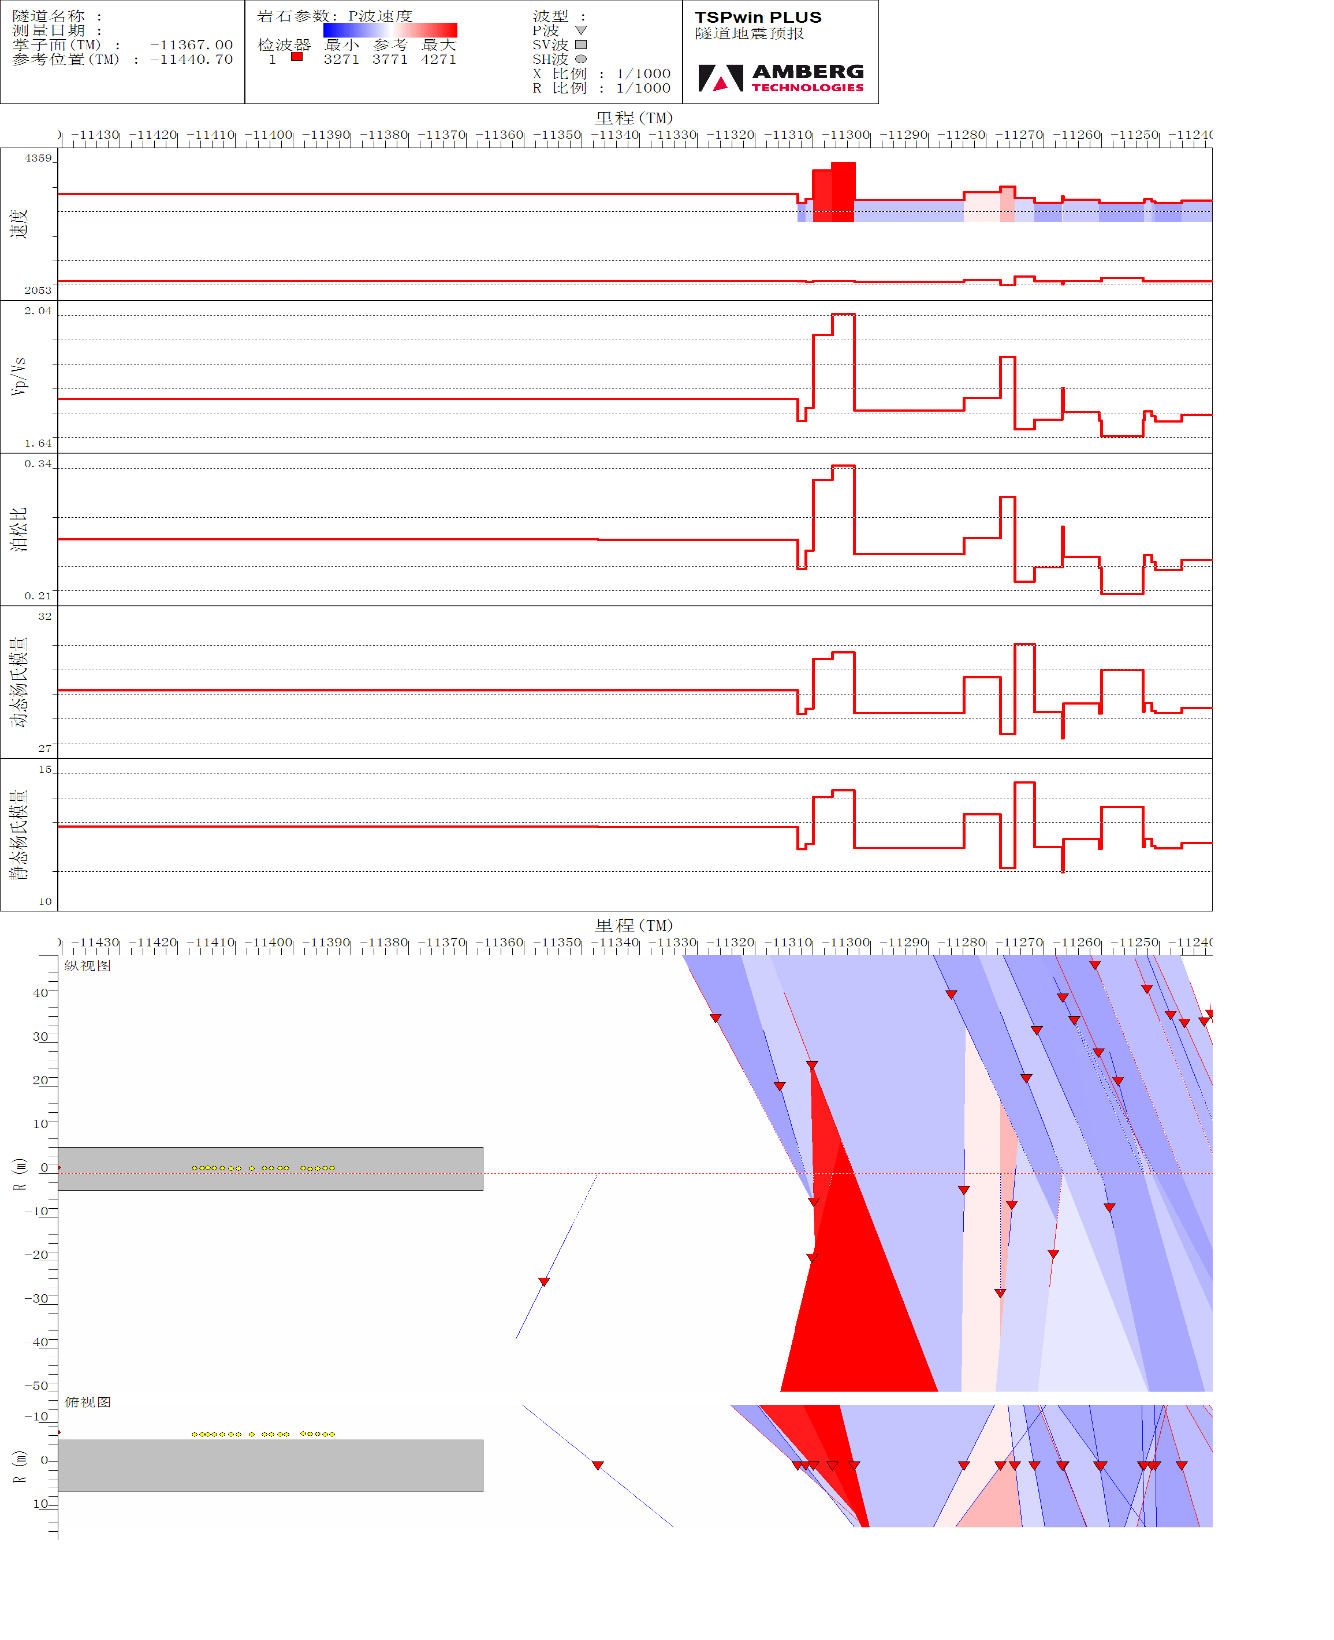 隧道名称 :
测量日期 :
掌子面(TM) : -11367.00
参考位置(TM) : -11440.70
岩石参数: P波速度
检波器 最小 参考 最大
1 3271 3771 4271
波型 :
P波
SV波
SH波
X 比例 : 1/1000
R 比例 : 1/1000
TSPwin PLUS
隧道地震预报
AMBERG
TECHNOLOGIES
里程(TM)
) -11430 -11420 -11410 -11400 -11390 -11380 -11370 -11360 -11350 -11340 -11330 -11320 -11310 -11300 -11290 -11280 -11270 -11260 -11250 -11240
4359
速度
2053
2.04
Vp/Vs
1.64
0.34
泊松比
0.21
32
动态杨氏模量
27
15
静态杨氏模量
10
里程(TM)
) -11430 -11420 -11410 -11400 -11390 -11380 -11370 -11360 -11350 -11340 -11330 -11320 -11310 -11300 -11290 -11280 -11270 -11260 -11250 -11240
纵视图
40
30
20
10
0
R (m)
-10
-20
-30
40
-50
俯视图
-10
0
R (m)
10